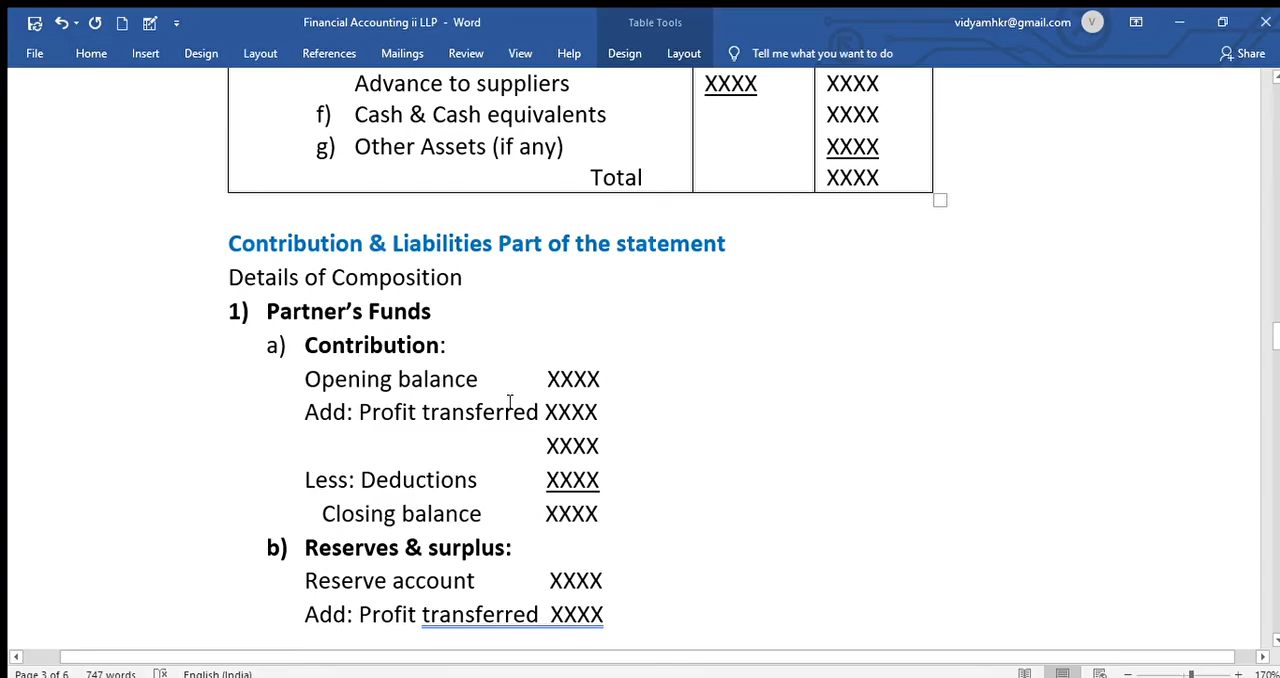 Financial Accounting ii LLP - Word
Table Tools
vidyamhkr@gmail.com
V
File Home Insert Design Layout References Mailings Review View Help Design Layout Tell me what you want to do Share
Advance to suppliers XXXX XXXX
f) Cash & Cash equivalents XXXX
g) Other Assets (if any) XXXX
Total XXXX
Contribution & Liabilities Part of the statement
Details of Composition
1) Partner’s Funds
a) Contribution:
Opening balance XXXX
Add: Profit transferred XXXX
XXXX
Less: Deductions XXXX
Closing balance XXXX
b) Reserves & surplus:
Reserve account XXXX
Add: Profit transferred XXXX
Page 3 of 6 747 words English (India) 170%